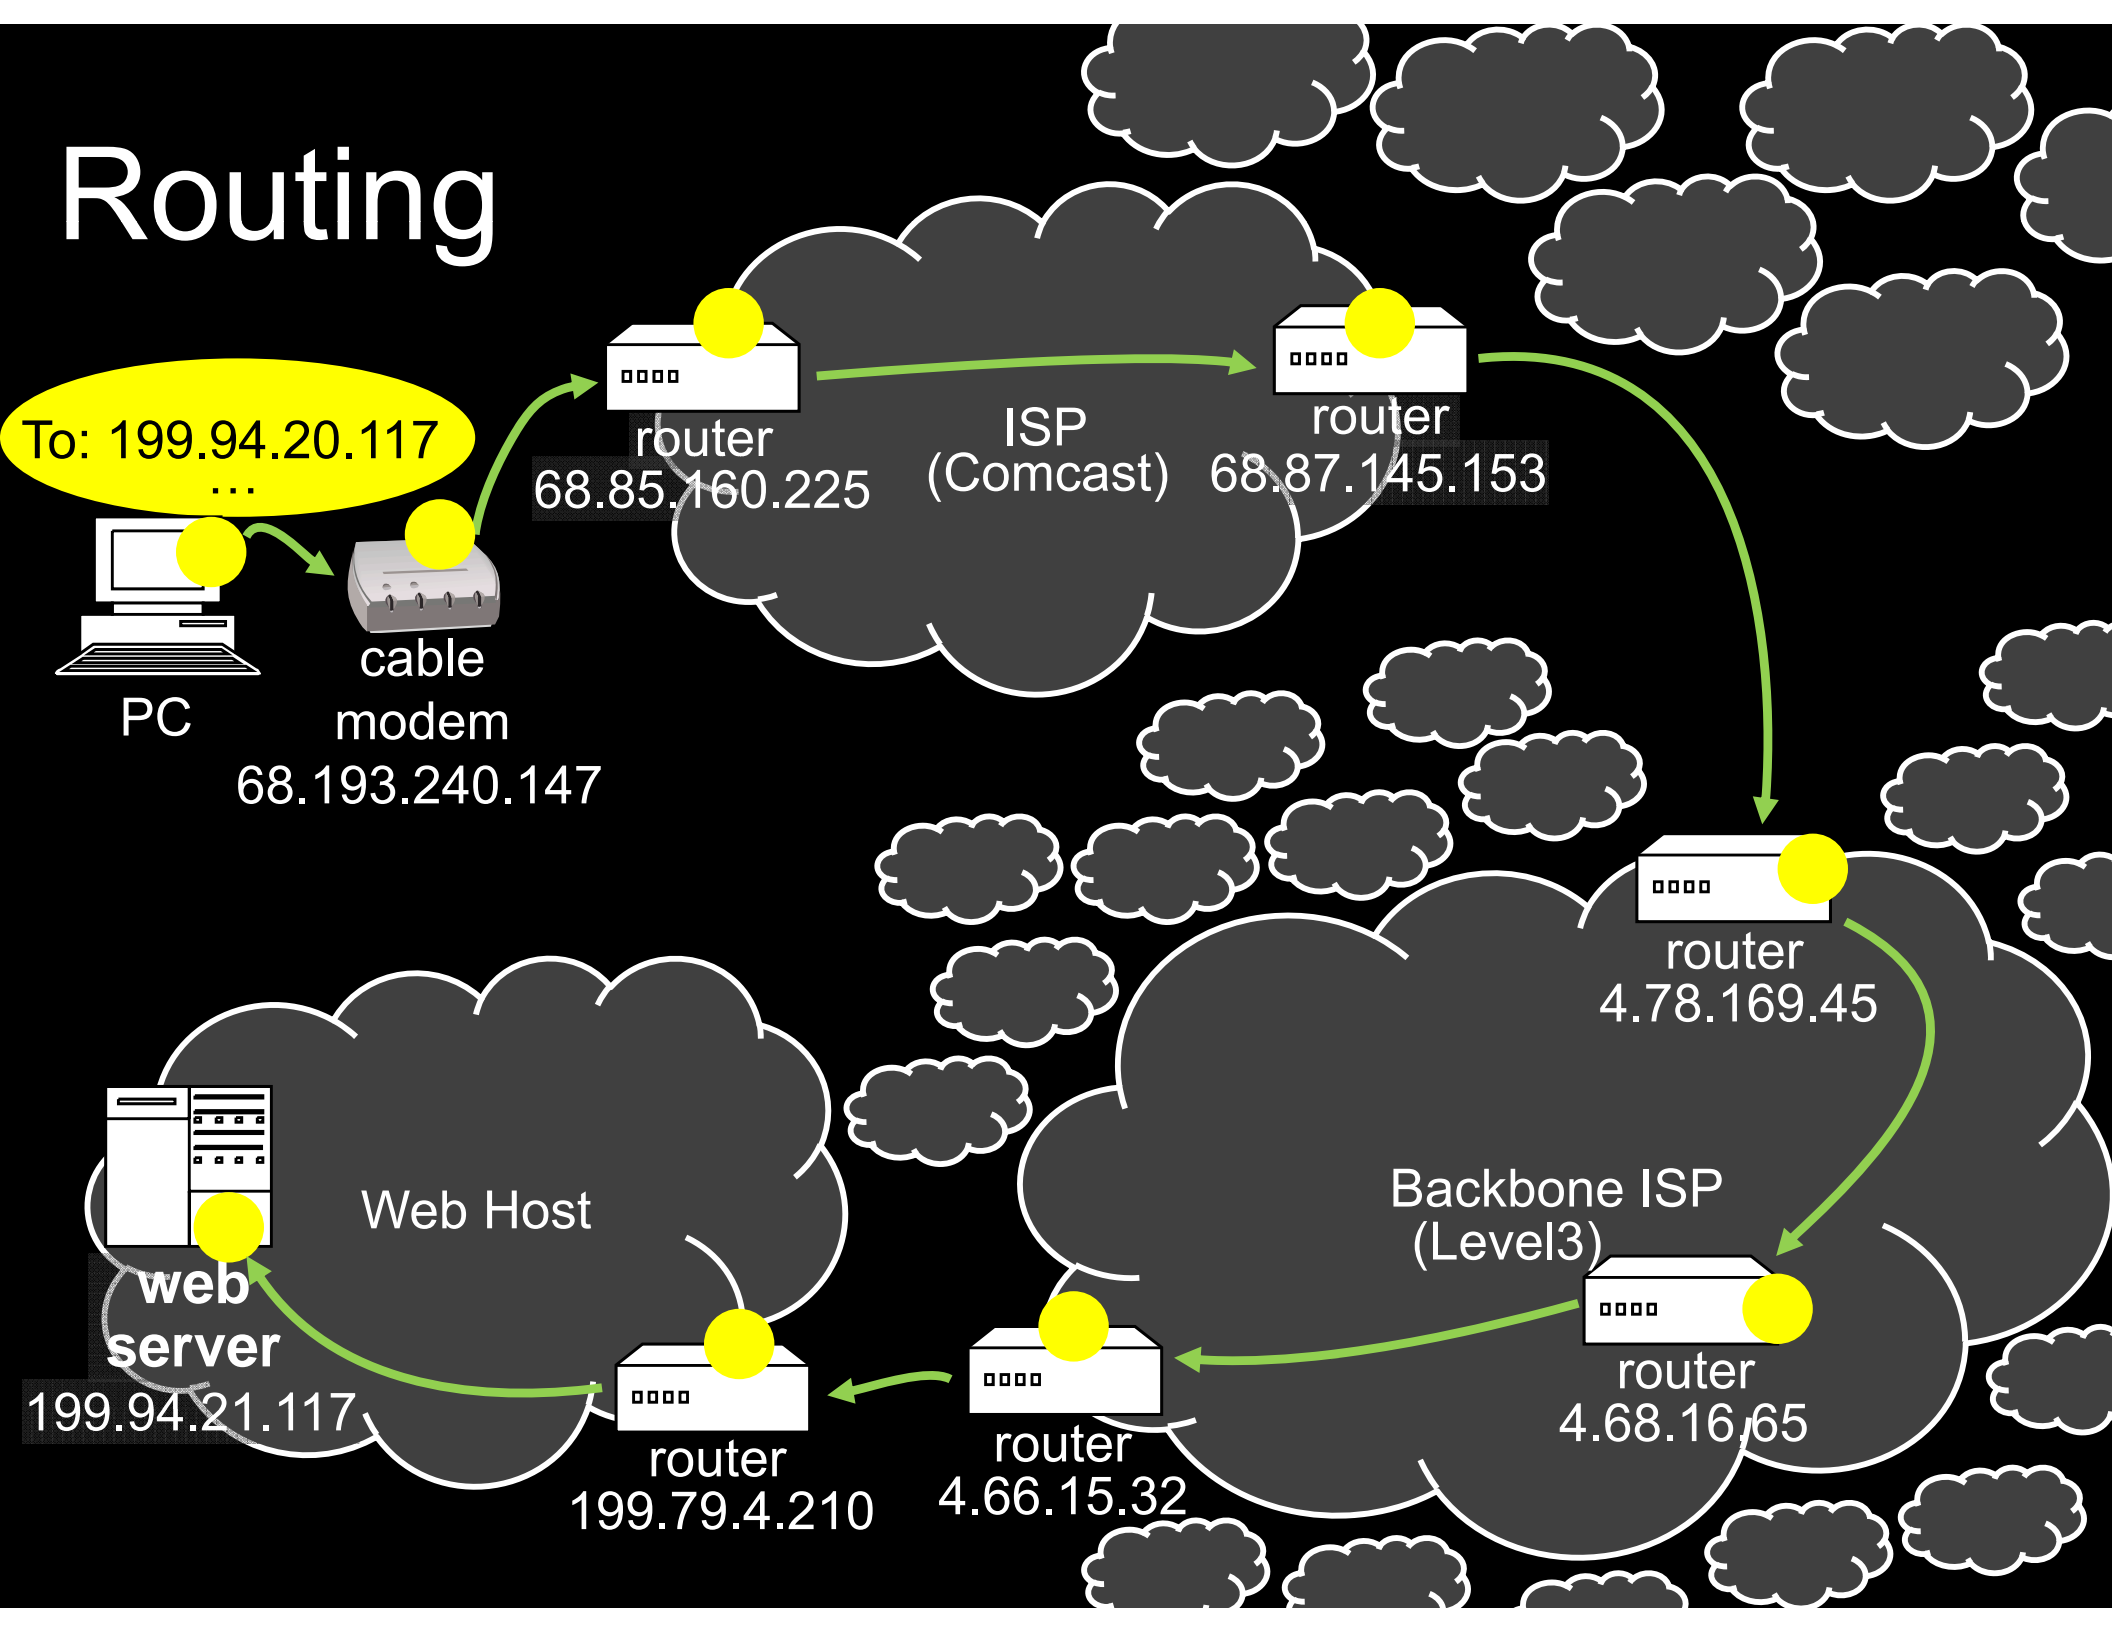 Routing
To: 199.94.20.117
…
PC
cable
modem
68.193.240.147
router
68.85.160.225
ISP
(Comcast)
router
68.87.145.153
router
4.78.169.45
Backbone ISP
(Level3)
router
4.68.16.65
router
4.66.15.32
router
199.79.4.210
Web Host
web
server
199.94.21.117